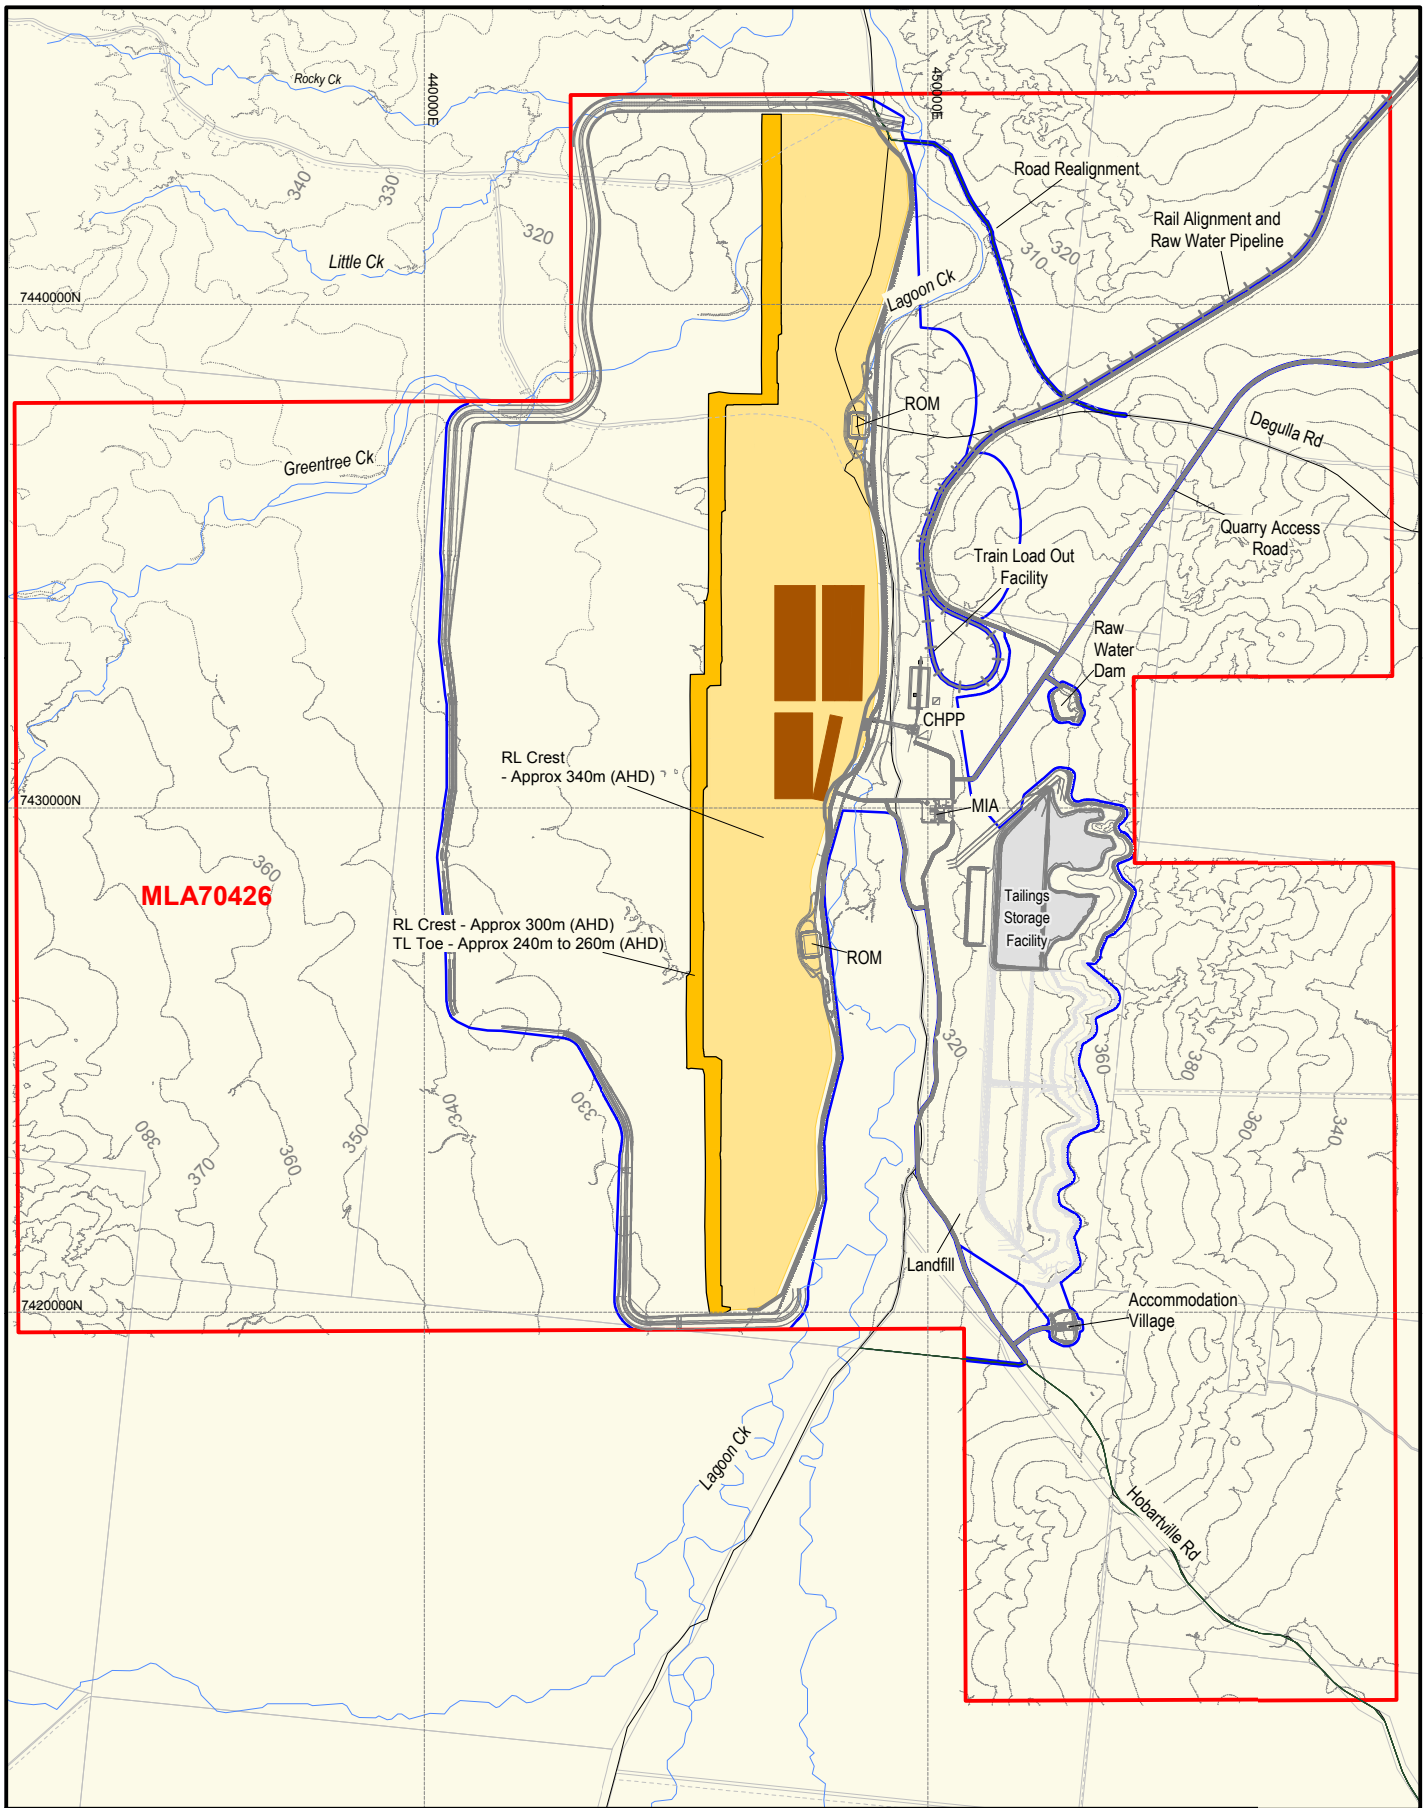 Rocky Ck
440000E
450000E
Road Realignment
340
330
Rail Alignment and
Raw Water Pipeline
320
310
320
Little Ck
7440000N
Lagoon Ck
ROM
Degulla Rd
Greentree Ck
Quarry Access
Road
Train Load Out
Facility
Raw
Water
Dam
CHPP
RL Crest
- Approx 340m (AHD)
7430000N
MIA
360
MLA70426
Tailings
Storage
Facility
RL Crest - Approx 300m (AHD)
TL Toe - Approx 240m to 260m (AHD)
ROM
320
360
380
340
330
380
370
360
350
360
340
Landfill
7420000N
Accommodation
Village
Lagoon Ck
Hobartville Rd